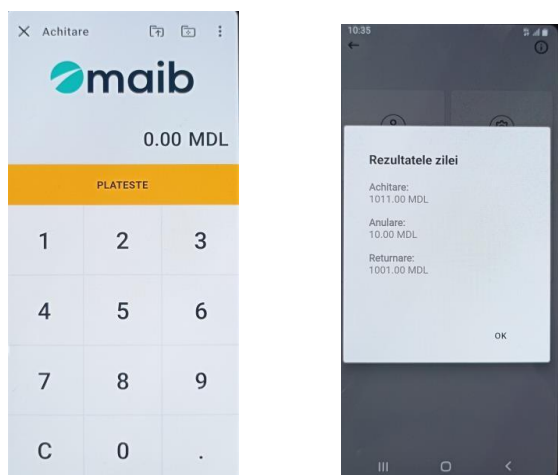 Achitare
maib
0.00 MDL
PLATESTE
1 2 3
4 5 6
7 8 9
C 0 .
10:35
Rezultatele zilei
Achitare:
1011.00 MDL
Anulare:
10.00 MDL
Returnare:
1001.00 MDL
OK